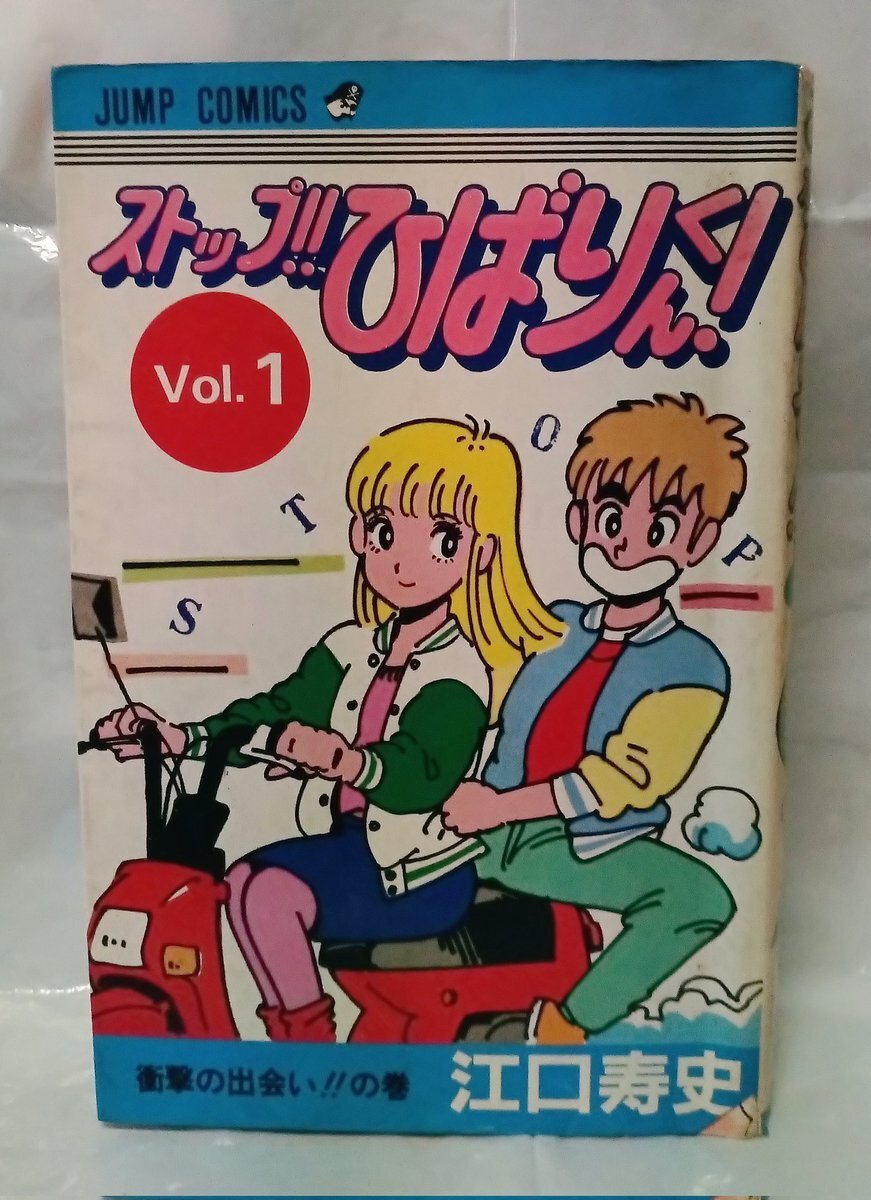 JUMP COMICS
ストップ!!ひばりくん!
Vol. 1
S T O P
衝撃の出会い!!の巻
江口寿史